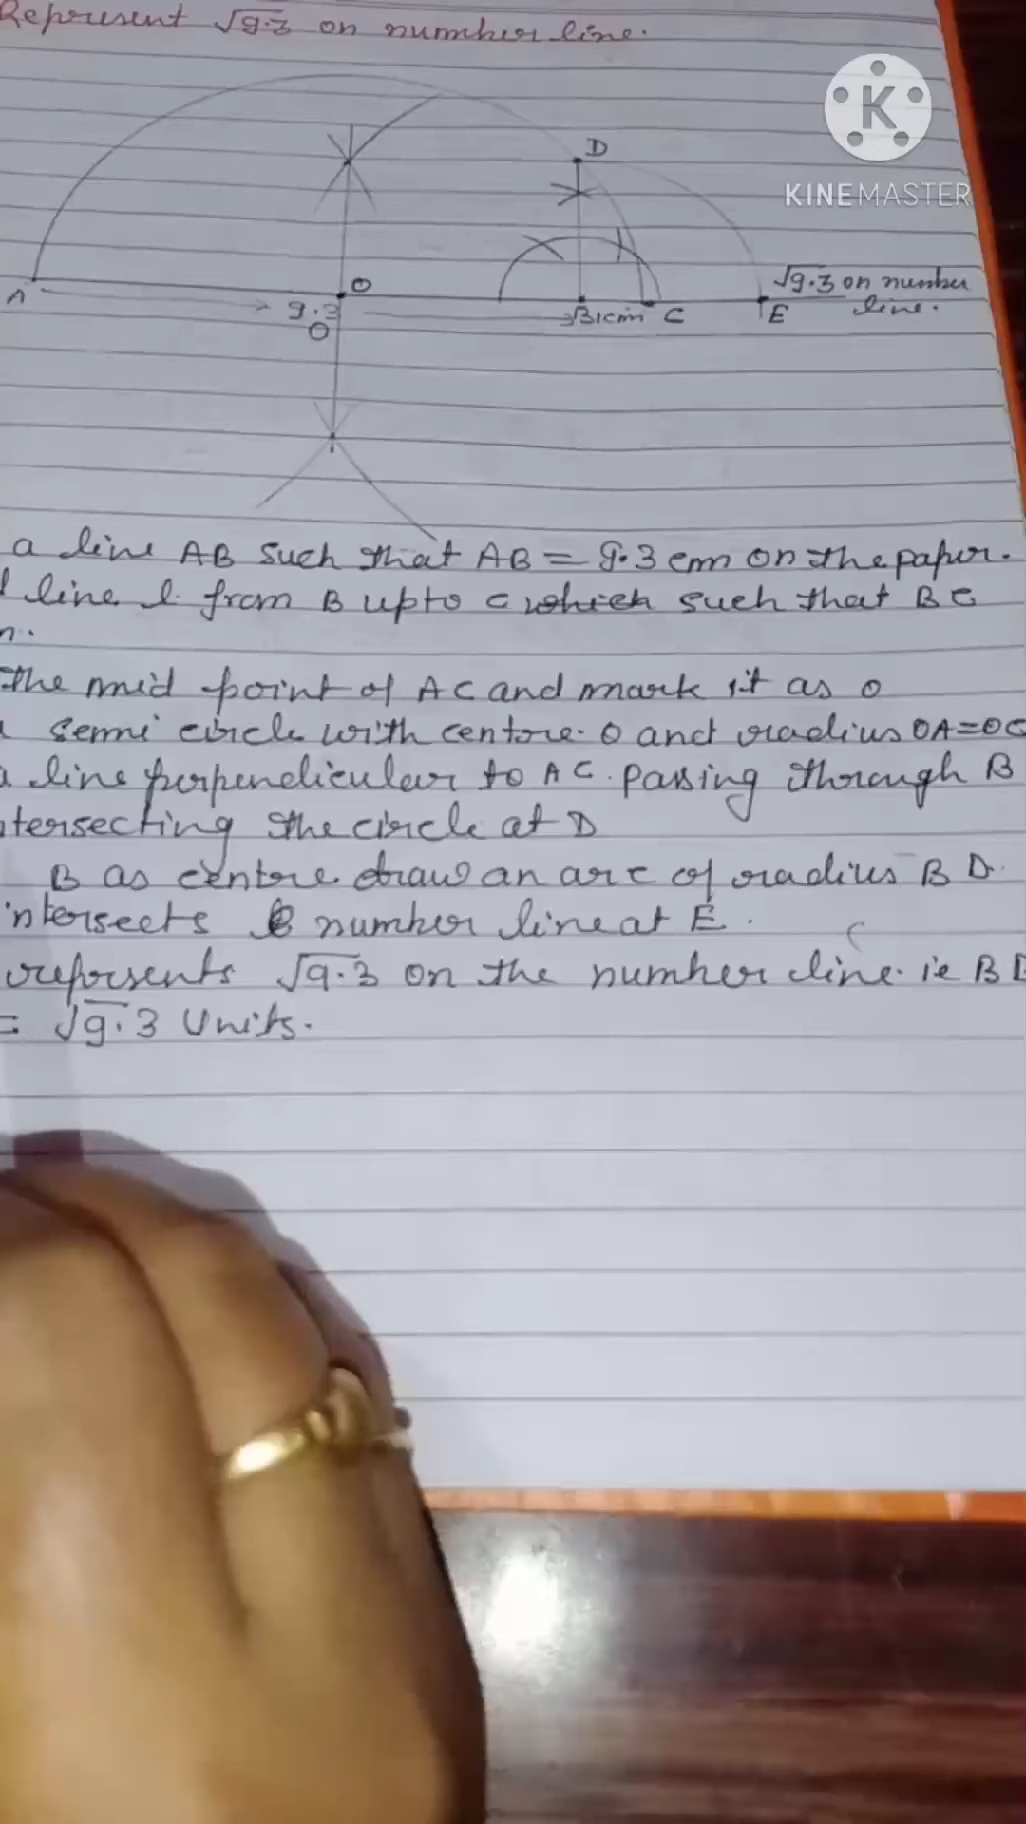 Represent √9.3 on number line.
K
KINEMASTER
D
A
O
9.3
O
B 1cm C
E
√9.3 on number
line.
a line AB such that AB = 9.3 cm on the paper.
line l from B upto C which such that BC
the mid point of AC and mark it as O
semi circle with centre O and radius OA=OC
a line perpendicular to AC. passing through B
ntersecting the circle at D
B as centre draw an arc of radius BD.
intersects number line at E.
reprsents √9.3 on the number line. ie BD
= √9.3 Units.